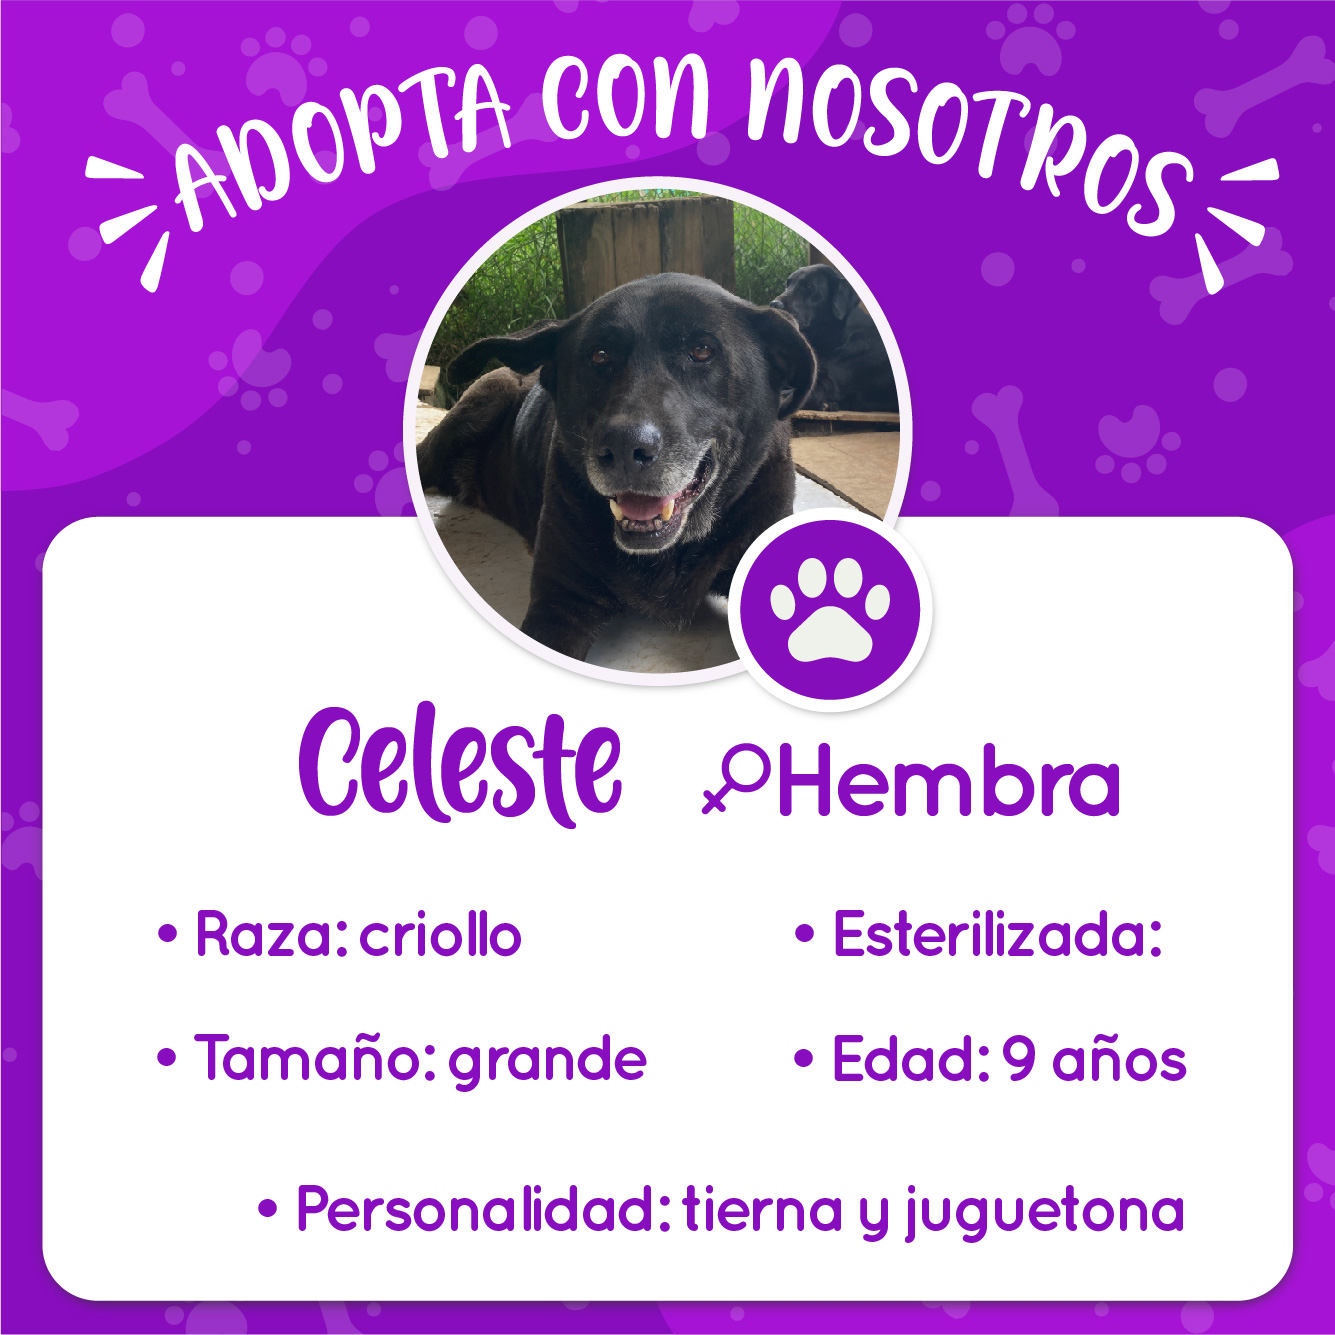 ADOPTA CON NOSOTROS
Celeste
Hembra
• Raza: criollo
• Esterilizada:
• Tamaño: grande
• Edad: 9 años
• Personalidad: tierna y juguetona